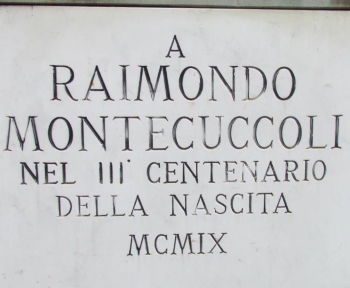 A
RAIMONDO
MONTECUCCOLI
NEL III° CENTENARIO
DELLA NASCITA
MCMIX